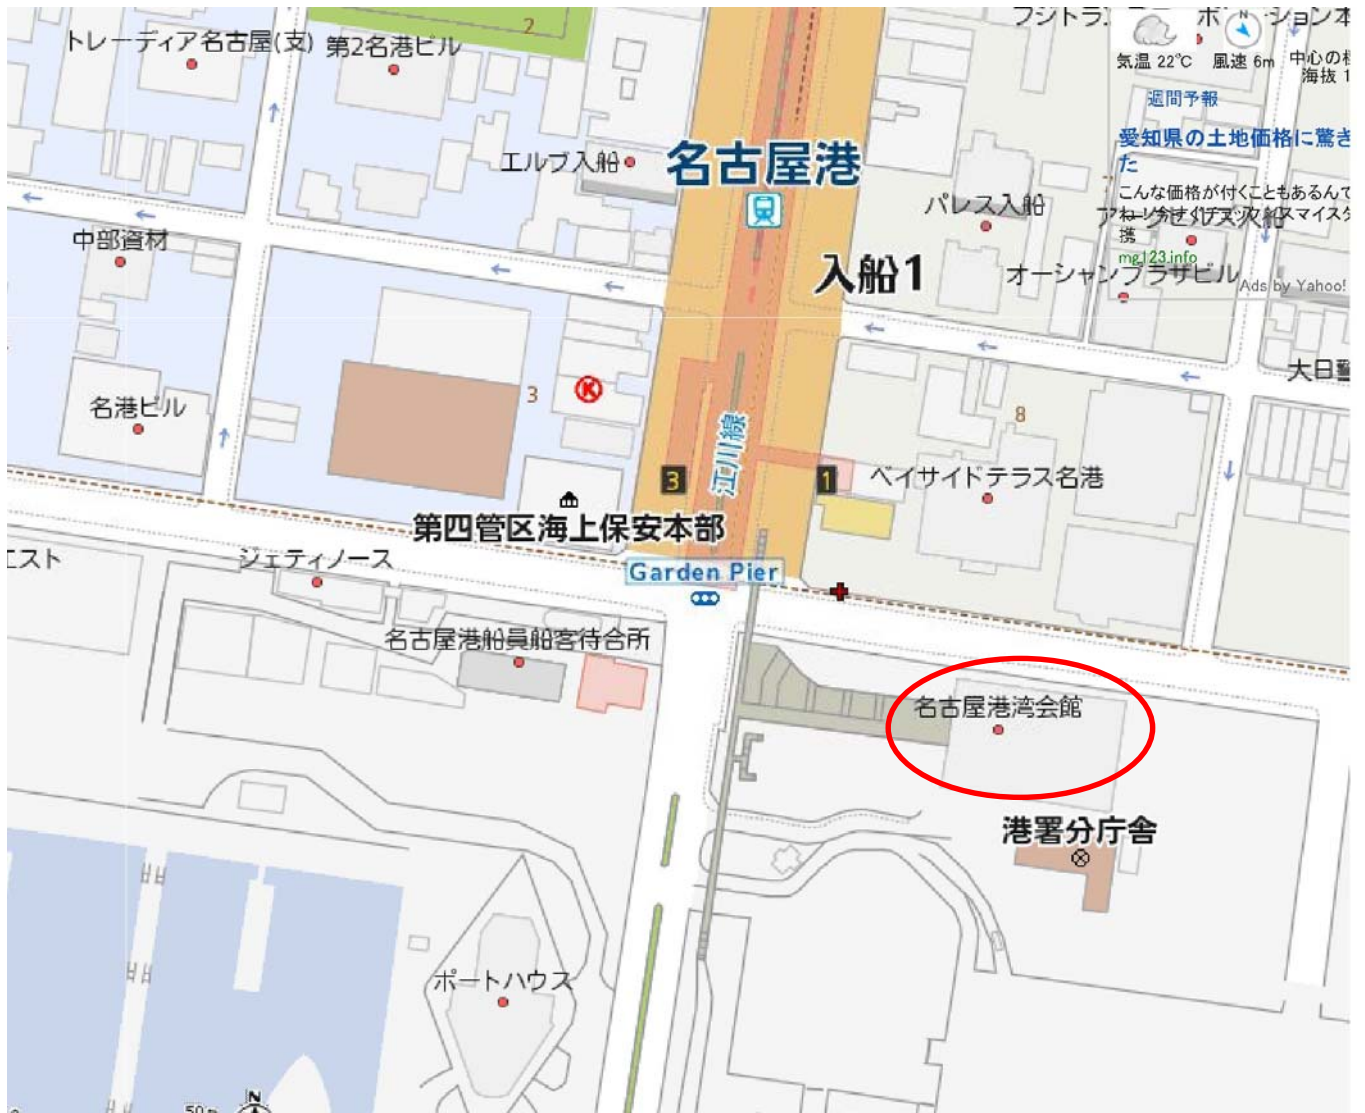 2
トレーディア名古屋(支)
第2名港ビル
気温 22℃
風速 6m
週間予報
愛知県の土地価格に驚き
た
こんな価格が付くこともあるんで
携
mg123.info
Ads by Yahoo!
エルブ入船
名古屋港
パレス入船
中部資材
入船1
オーシャンプラザビル
3
名港ビル
8
江川線
3
1
ベイサイドテラス名港
第四管区海上保安本部
ジェティノース
Garden Pier
名古屋港船員船客待合所
名古屋港湾会館
港署分庁舎
ポートハウス
N